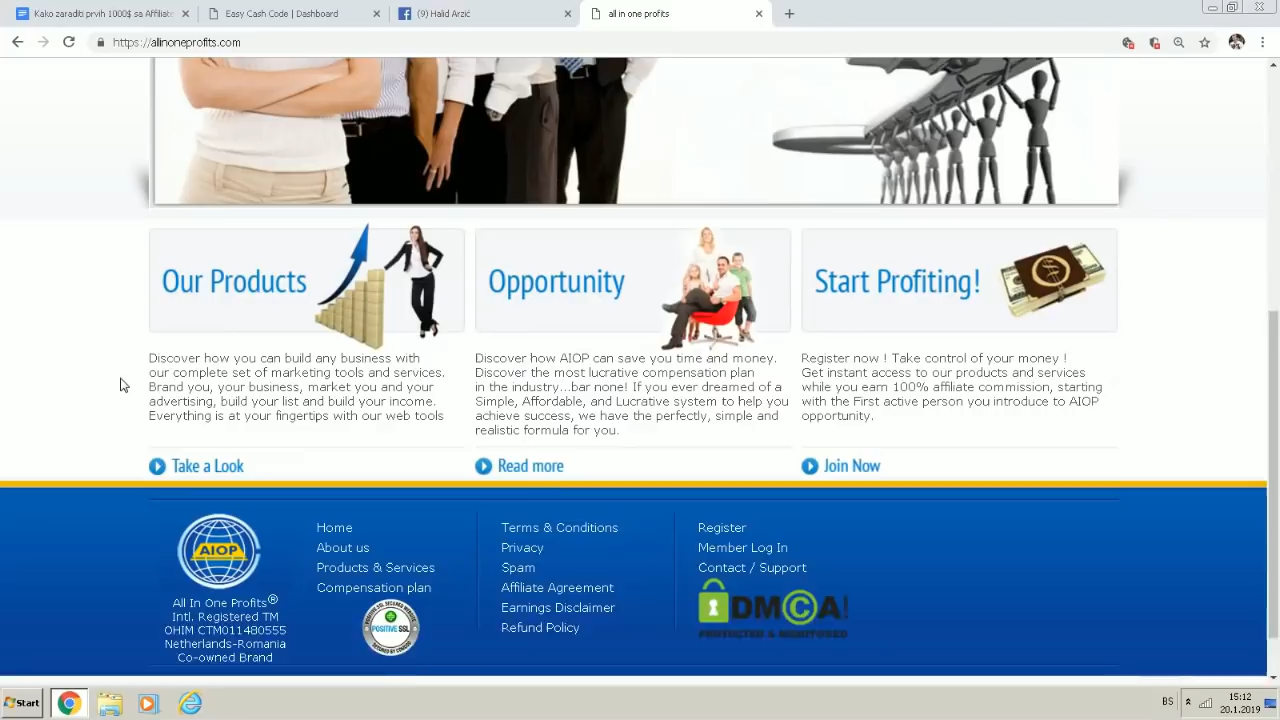 Kako zaraditi prvih 1000$ sa Affiliat
Easy Cash Code | Dashboard
(9) Halid Arzić
all in one profits
https://allinoneprofits.com
Our Products
Opportunity
Start Profiting!
Discover how you can build any business with
our complete set of marketing tools and services.
Brand you, your business, market you and your
advertising, build your list and build your income.
Everything is at your fingertips with our web tools
Discover how AIOP can save you time and money.
Discover the most lucrative compensation plan
in the industry...bar none! If you ever dreamed of a
Simple, Affordable, and Lucrative system to help you
achieve success, we have the perfectly, simple and
realistic formula for you.
Register now ! Take control of your money !
Get instant access to our products and services
while you earn 100% affiliate commission, starting
with the First active person you introduce to AIOP
opportunity.
Take a Look
Read more
Join Now
AIOP
All In One Profits®
Intl. Registered TM
OHIM CTM011480555
Netherlands-Romania
Co-owned Brand
Home
About us
Products & Services
Compensation plan
POSITIVE SSL
Terms & Conditions
Privacy
Spam
Affiliate Agreement
Earnings Disclaimer
Refund Policy
Register
Member Log In
Contact / Support
DMCA!
PROTECTED & MONITORED
Start
BS
15:12
20.1.2019